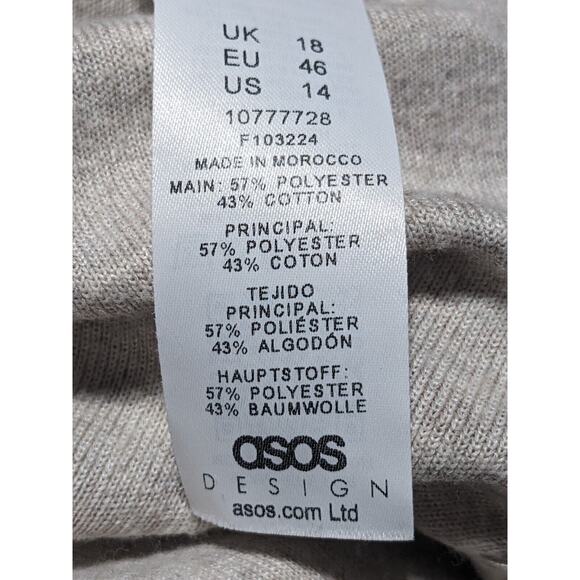 UK 18
EU 46
US 14
10777728
F103224
MADE IN MOROCCO
MAIN: 57% POLYESTER
43% COTTON
PRINCIPAL:
57% POLYESTER
43% COTON
TEJIDO
PRINCIPAL:
57% POLIÉSTER
43% ALGODÓN
HAUPTSTOFF:
57% POLYESTER
43% BAUMWOLLE
asos
DESIGN
asos.com Ltd